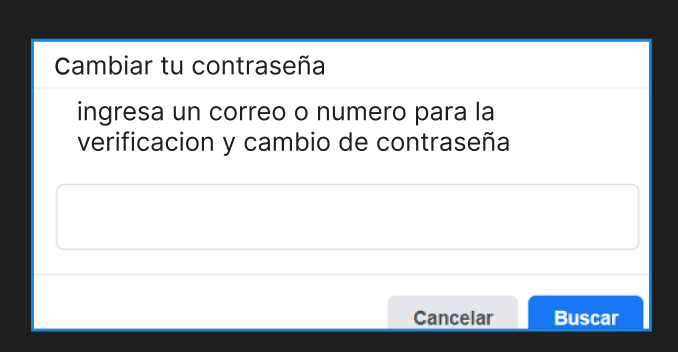 Cambiar tu contraseña
ingresa un correo o numero para la
verificacion y cambio de contraseña
Cancelar
Buscar